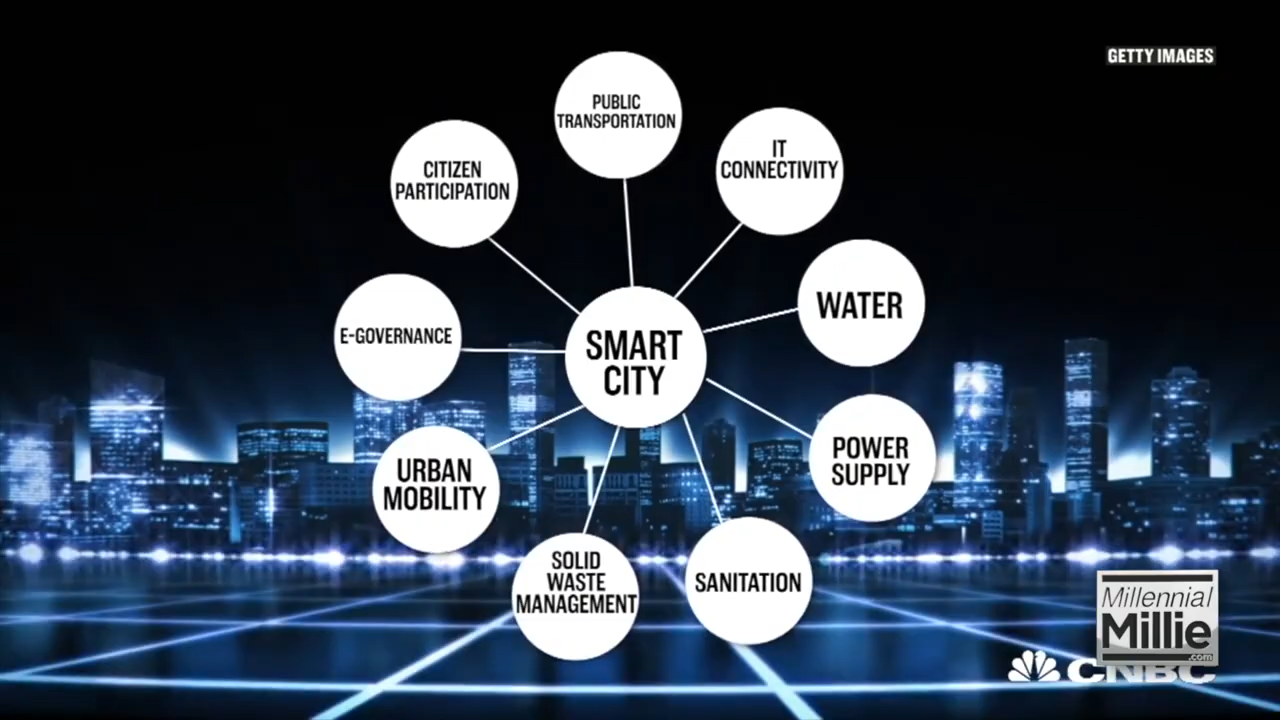 GETTY IMAGES
PUBLIC
TRANSPORTATION
IT
CONNECTIVITY
CITIZEN
PARTICIPATION
WATER
E-GOVERNANCE
SMART
CITY
POWER
SUPPLY
URBAN
MOBILITY
SOLID
WASTE
MANAGEMENT
SANITATION
Millennial
Millie
.com
CNBC